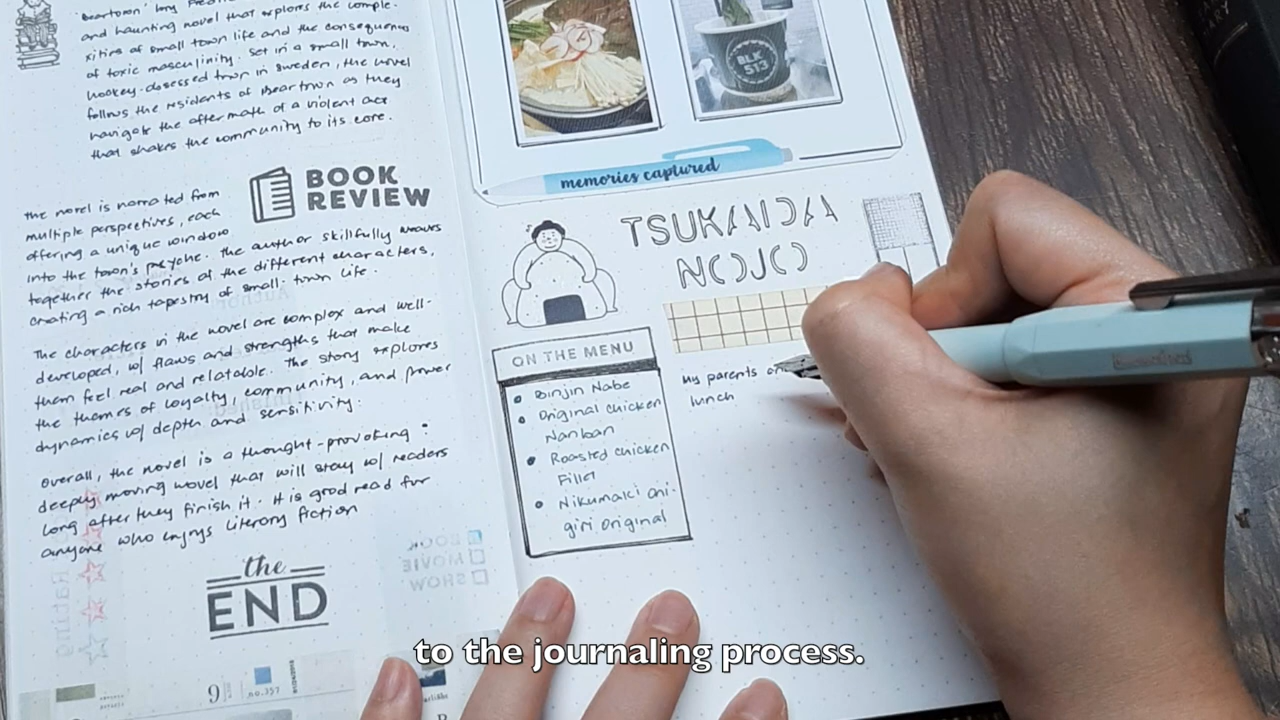 "Beartown" by
and haunting novel that explores the comple-
xities of small town life and the consequences
of toxic masculinity. Set in a small town,
hockey-obsessed town in Sweden, the novel
follows the residents of Beartown as they
navigate the aftermath of a violent act
that shakes the community to its core.
BOOK
REVIEW
The novel is narrated from
multiple perspectives, each
offering a unique window
into the town's psyche. The author skillfully weaves
together the stories of the different characters,
creating a rich tapestry of small-town life.
The characters in the novel are complex and well-
developed, w/ flaws and strengths that make
them feel real and relatable. The story explores
the themes of loyalty, community, and power
dynamics w/ depth and sensitivity.
Overall, the novel is a thought-provoking &
deeply moving novel that will stay w/ readers
long after they finish it. It is good read for
anyone who enjoys literary fiction
the
END
BOOK
MOVIE
SHOW
9
no.357
BLK
513
memories captured
TSUKADA
NOJO
ON THE MENU
• Binjin Nabe
• Original Chicken
Nanban
• Roasted Chicken
Fillet
• Nikumaki Oni-
giri Original
My parents
lunch
to the journaling process.